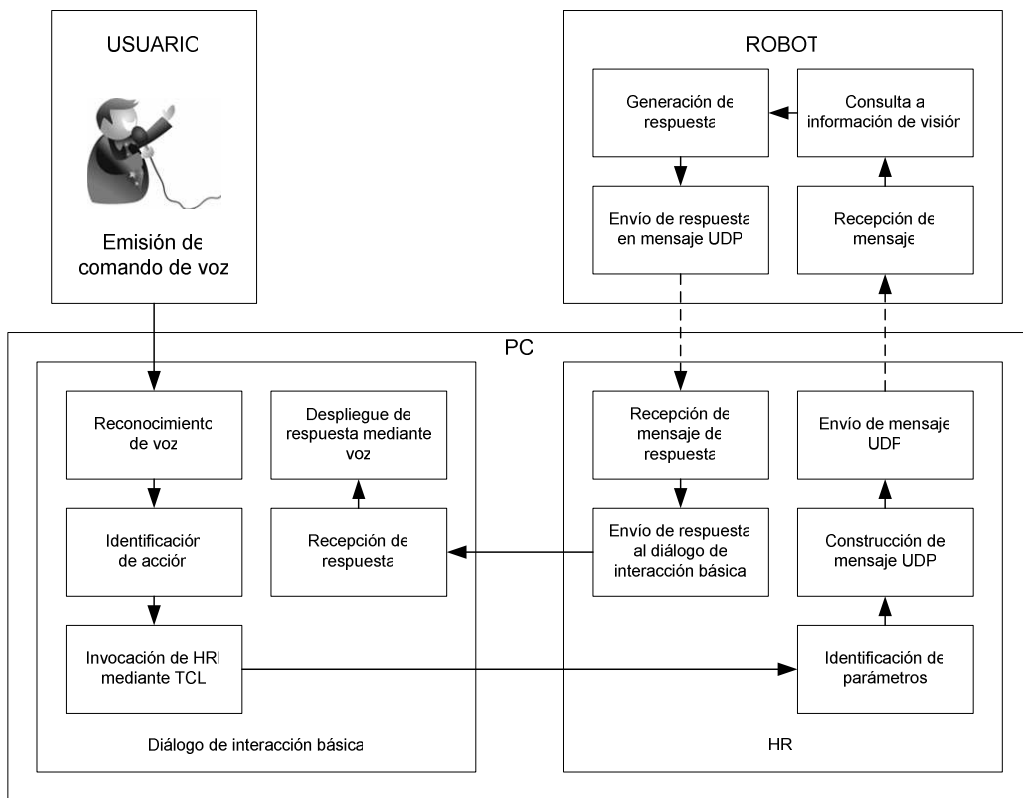 USUARIO
Emisión de
comando de voz
ROBOT
Generación de
respuesta
Consulta a
información de visión
Envío de respuesta
en mensaje UDP
Recepción de
mensaje
PC
Reconocimiento
de voz
Despliegue de
respuesta mediante
voz
Identificación
de acción
Recepción de
respuesta
Invocación de HRI
mediante TCL
Diálogo de interacción básica
Recepción de
mensaje de
respuesta
Envío de mensaje
UDP
Envío de respuesta
al diálogo de
interacción básica
Construcción de
mensaje UDP
Identificación de
parámetros
HR